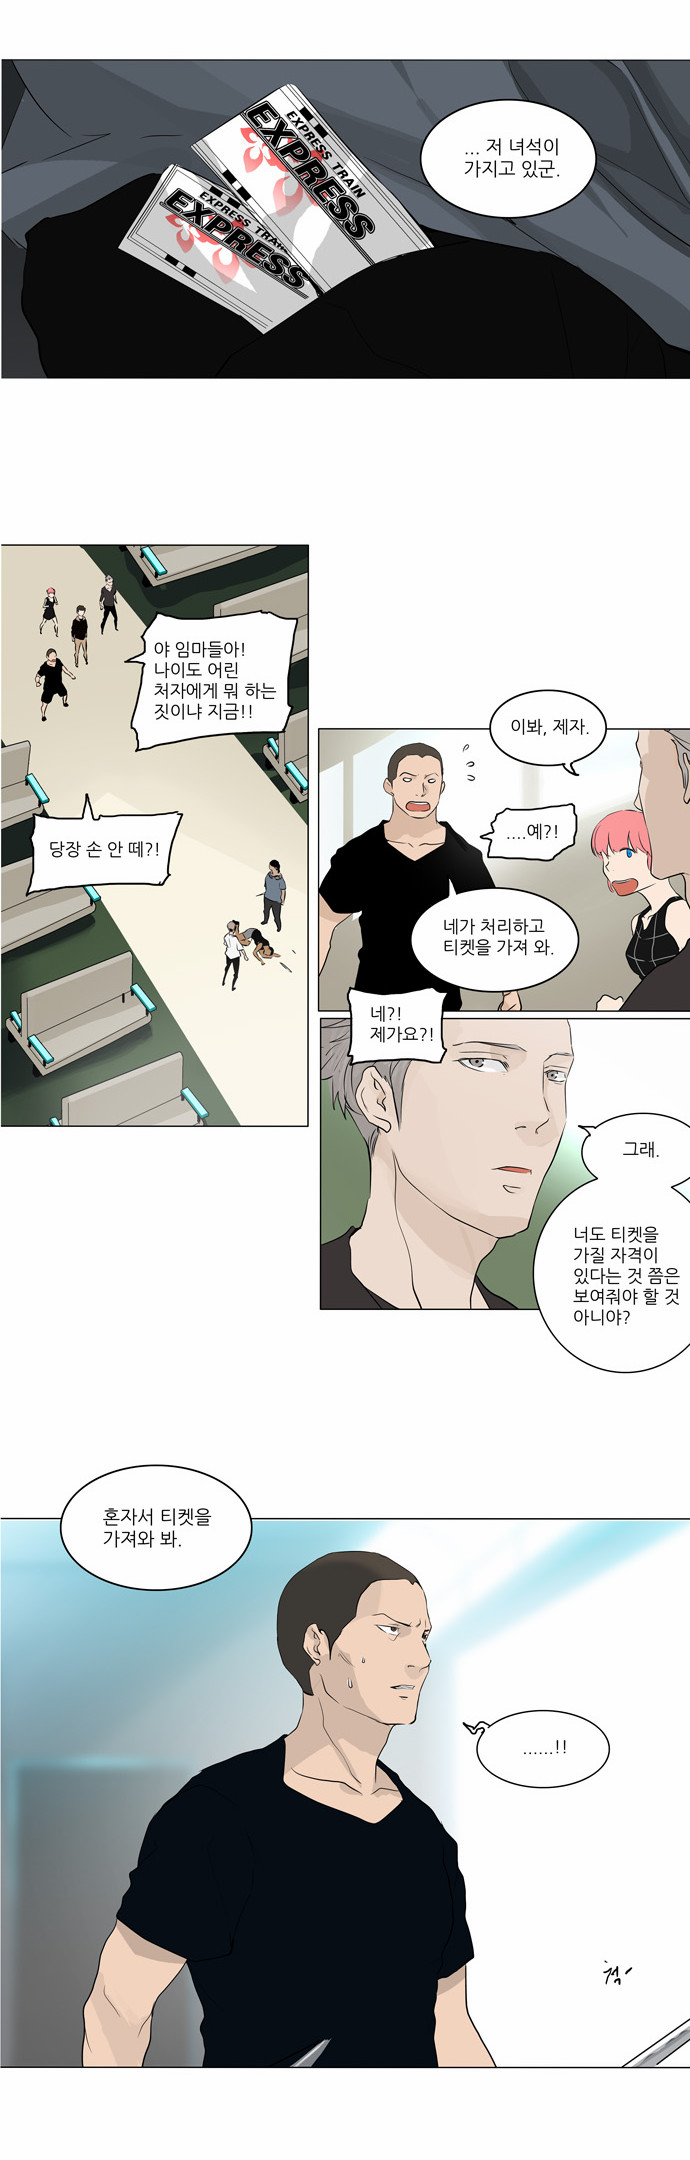 EXPRESS TRAIN
EXPRESS
EXPRESS TRAIN
EXPRESS
... 저 녀석이
가지고 있군.
야 임마들아!
나이도 어린
처자에게 뭐 하는
짓이냐 지금!!
당장 손 안 떼?!
이봐, 제자.
....예?!
네가 처리하고
티켓을 가져 와.
네?!
제가요?!
그래.
너도 티켓을
가질 자격이
있다는 것 쯤은
보여줘야 할 것
아니야?
혼자서 티켓을
가져와 봐.
......!!
척